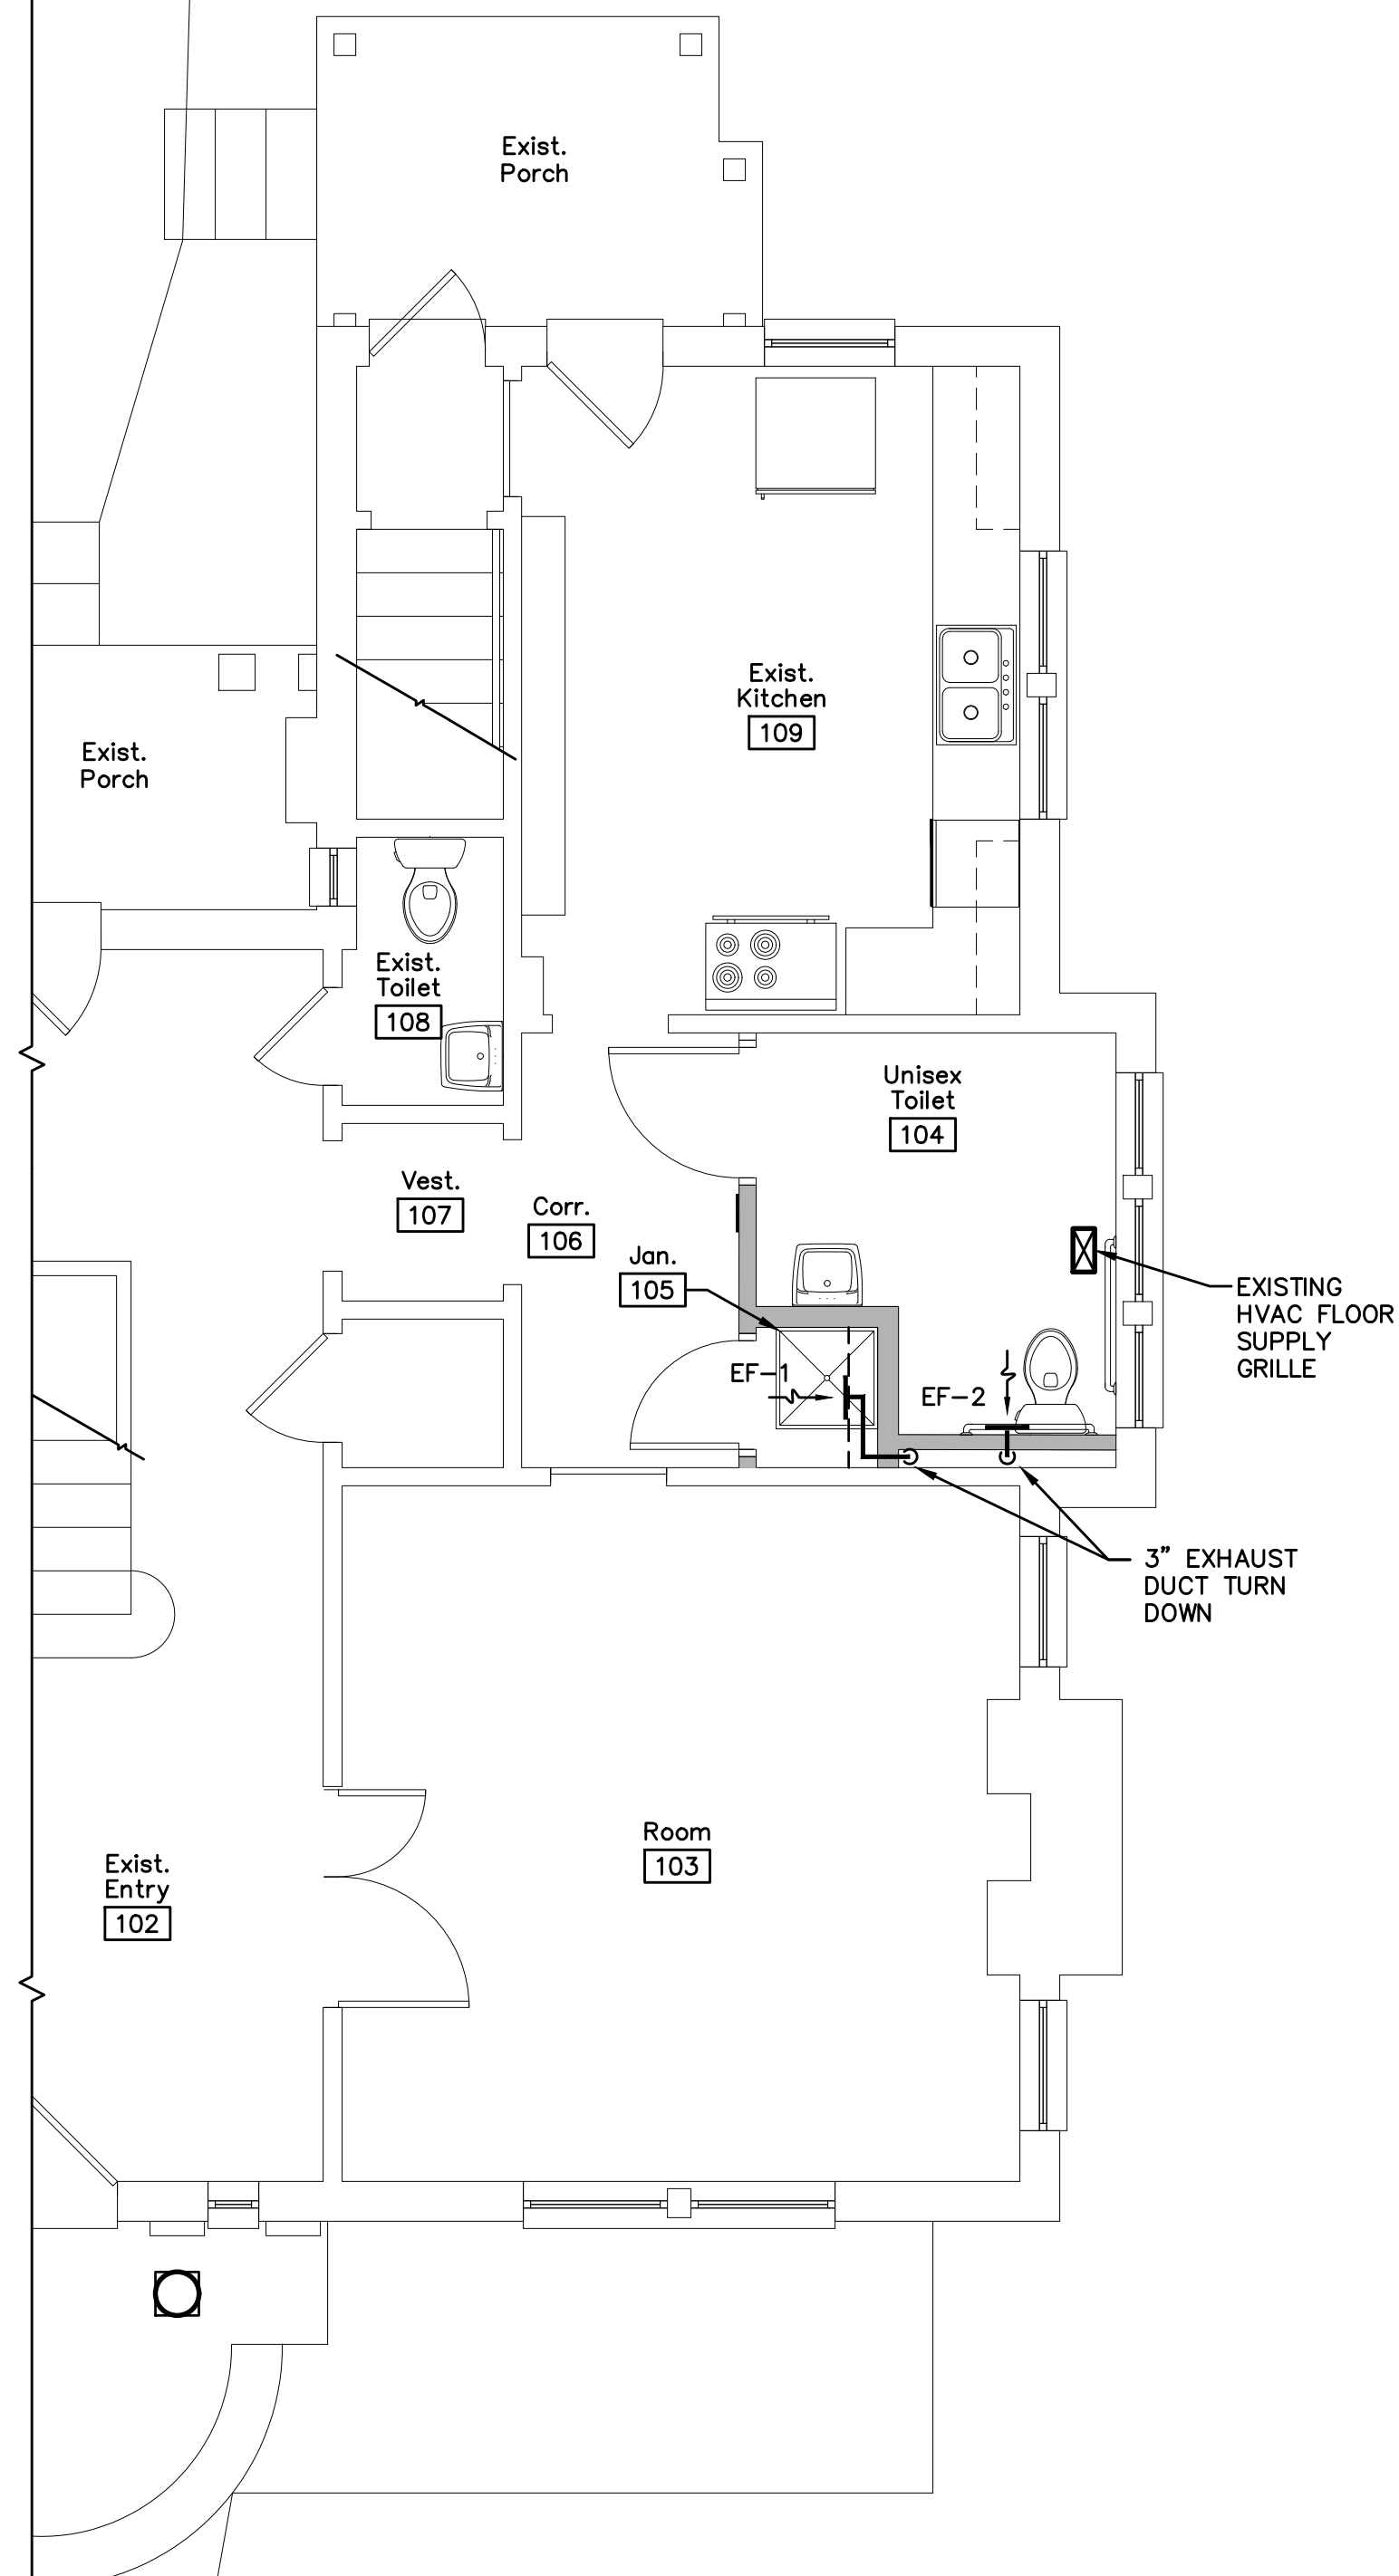 Exist.
Porch
Exist.
Kitchen
109
Exist.
Porch
Exist.
Toilet
108
Unisex
Toilet
104
Vest.
107
Corr.
106
Jan.
105
EXISTING
HVAC FLOOR
SUPPLY
GRILLE
EF-1
EF-2
3" EXHAUST
DUCT TURN
DOWN
Room
103
Exist.
Entry
102